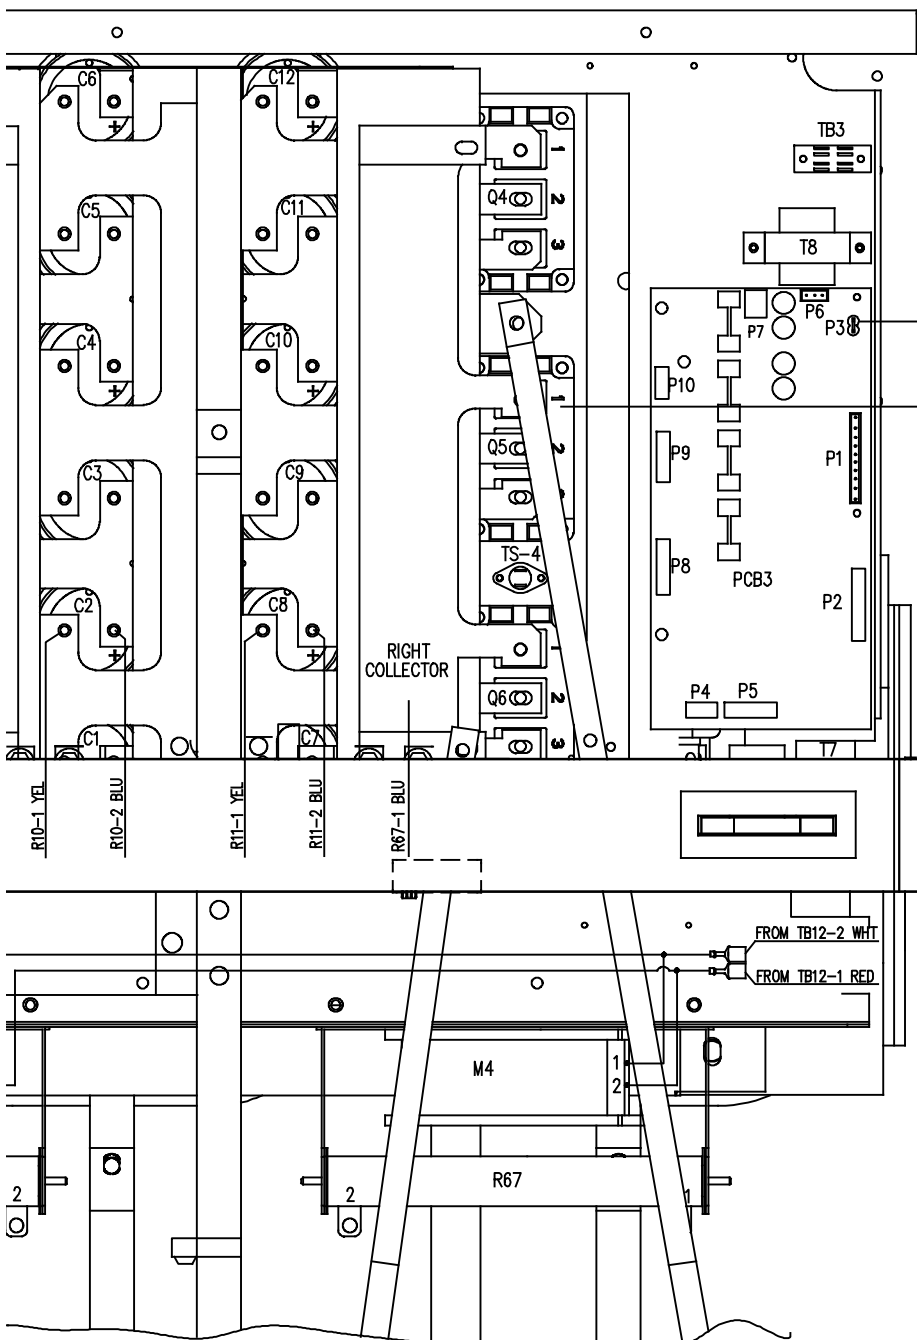 C6
C12
TB3
1
C5
C11
Q4
2
3
T8
P6
P7
P3
C4
C10
P10
1
C3
C9
Q5
2
P9
P1
TS-4
P8
PCB3
P2
C2
C8
RIGHT
COLLECTOR
1
Q6
2
P4
P5
C1
C7
3
T7
R10-1 YEL
R10-2 BLU
R11-1 YEL
R11-2 BLU
R67-1 BLU
FROM TB12-2 WHT
FROM TB12-1 RED
M4
1
2
R67
2
2
1